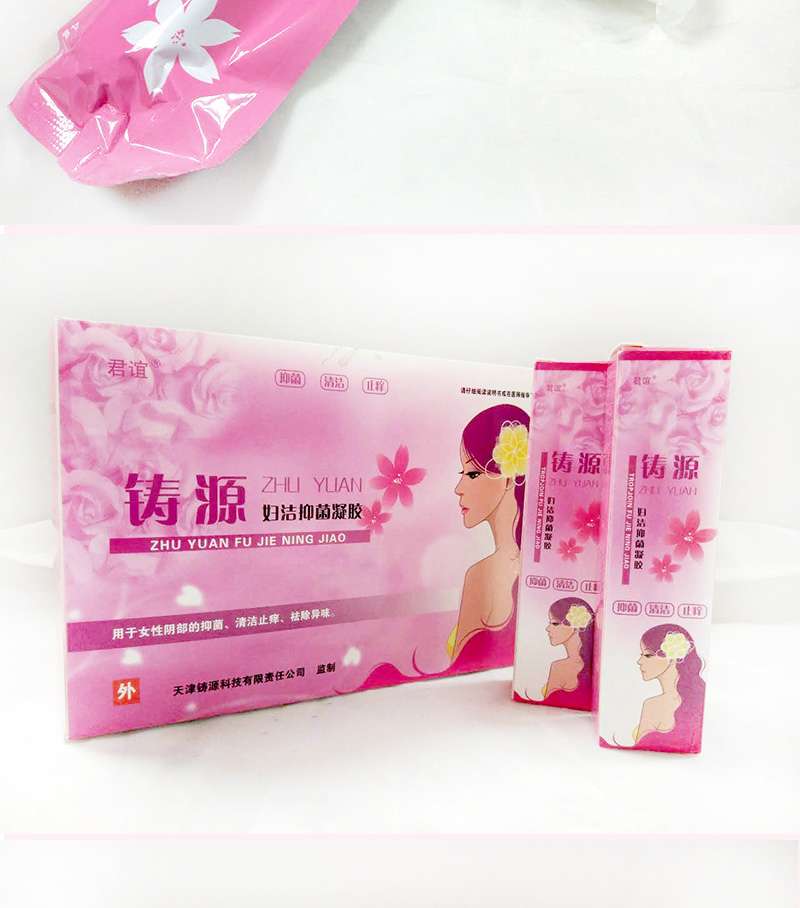 君谊®
抑菌 清洁 止痒
铸源 ZHU YUAN
妇洁抑菌凝胶
ZHU YUAN FU JIE NING JIAO
用于女性阴部的抑菌、清洁止痒、祛除异味。
外
天津铸源科技有限责任公司 监制
君谊®
铸源
ZHU YUAN
妇洁抑菌凝胶
抑菌 清洁 止痒
君谊®
铸源
ZHU YUAN
妇洁抑菌凝胶
抑菌 清洁 止痒